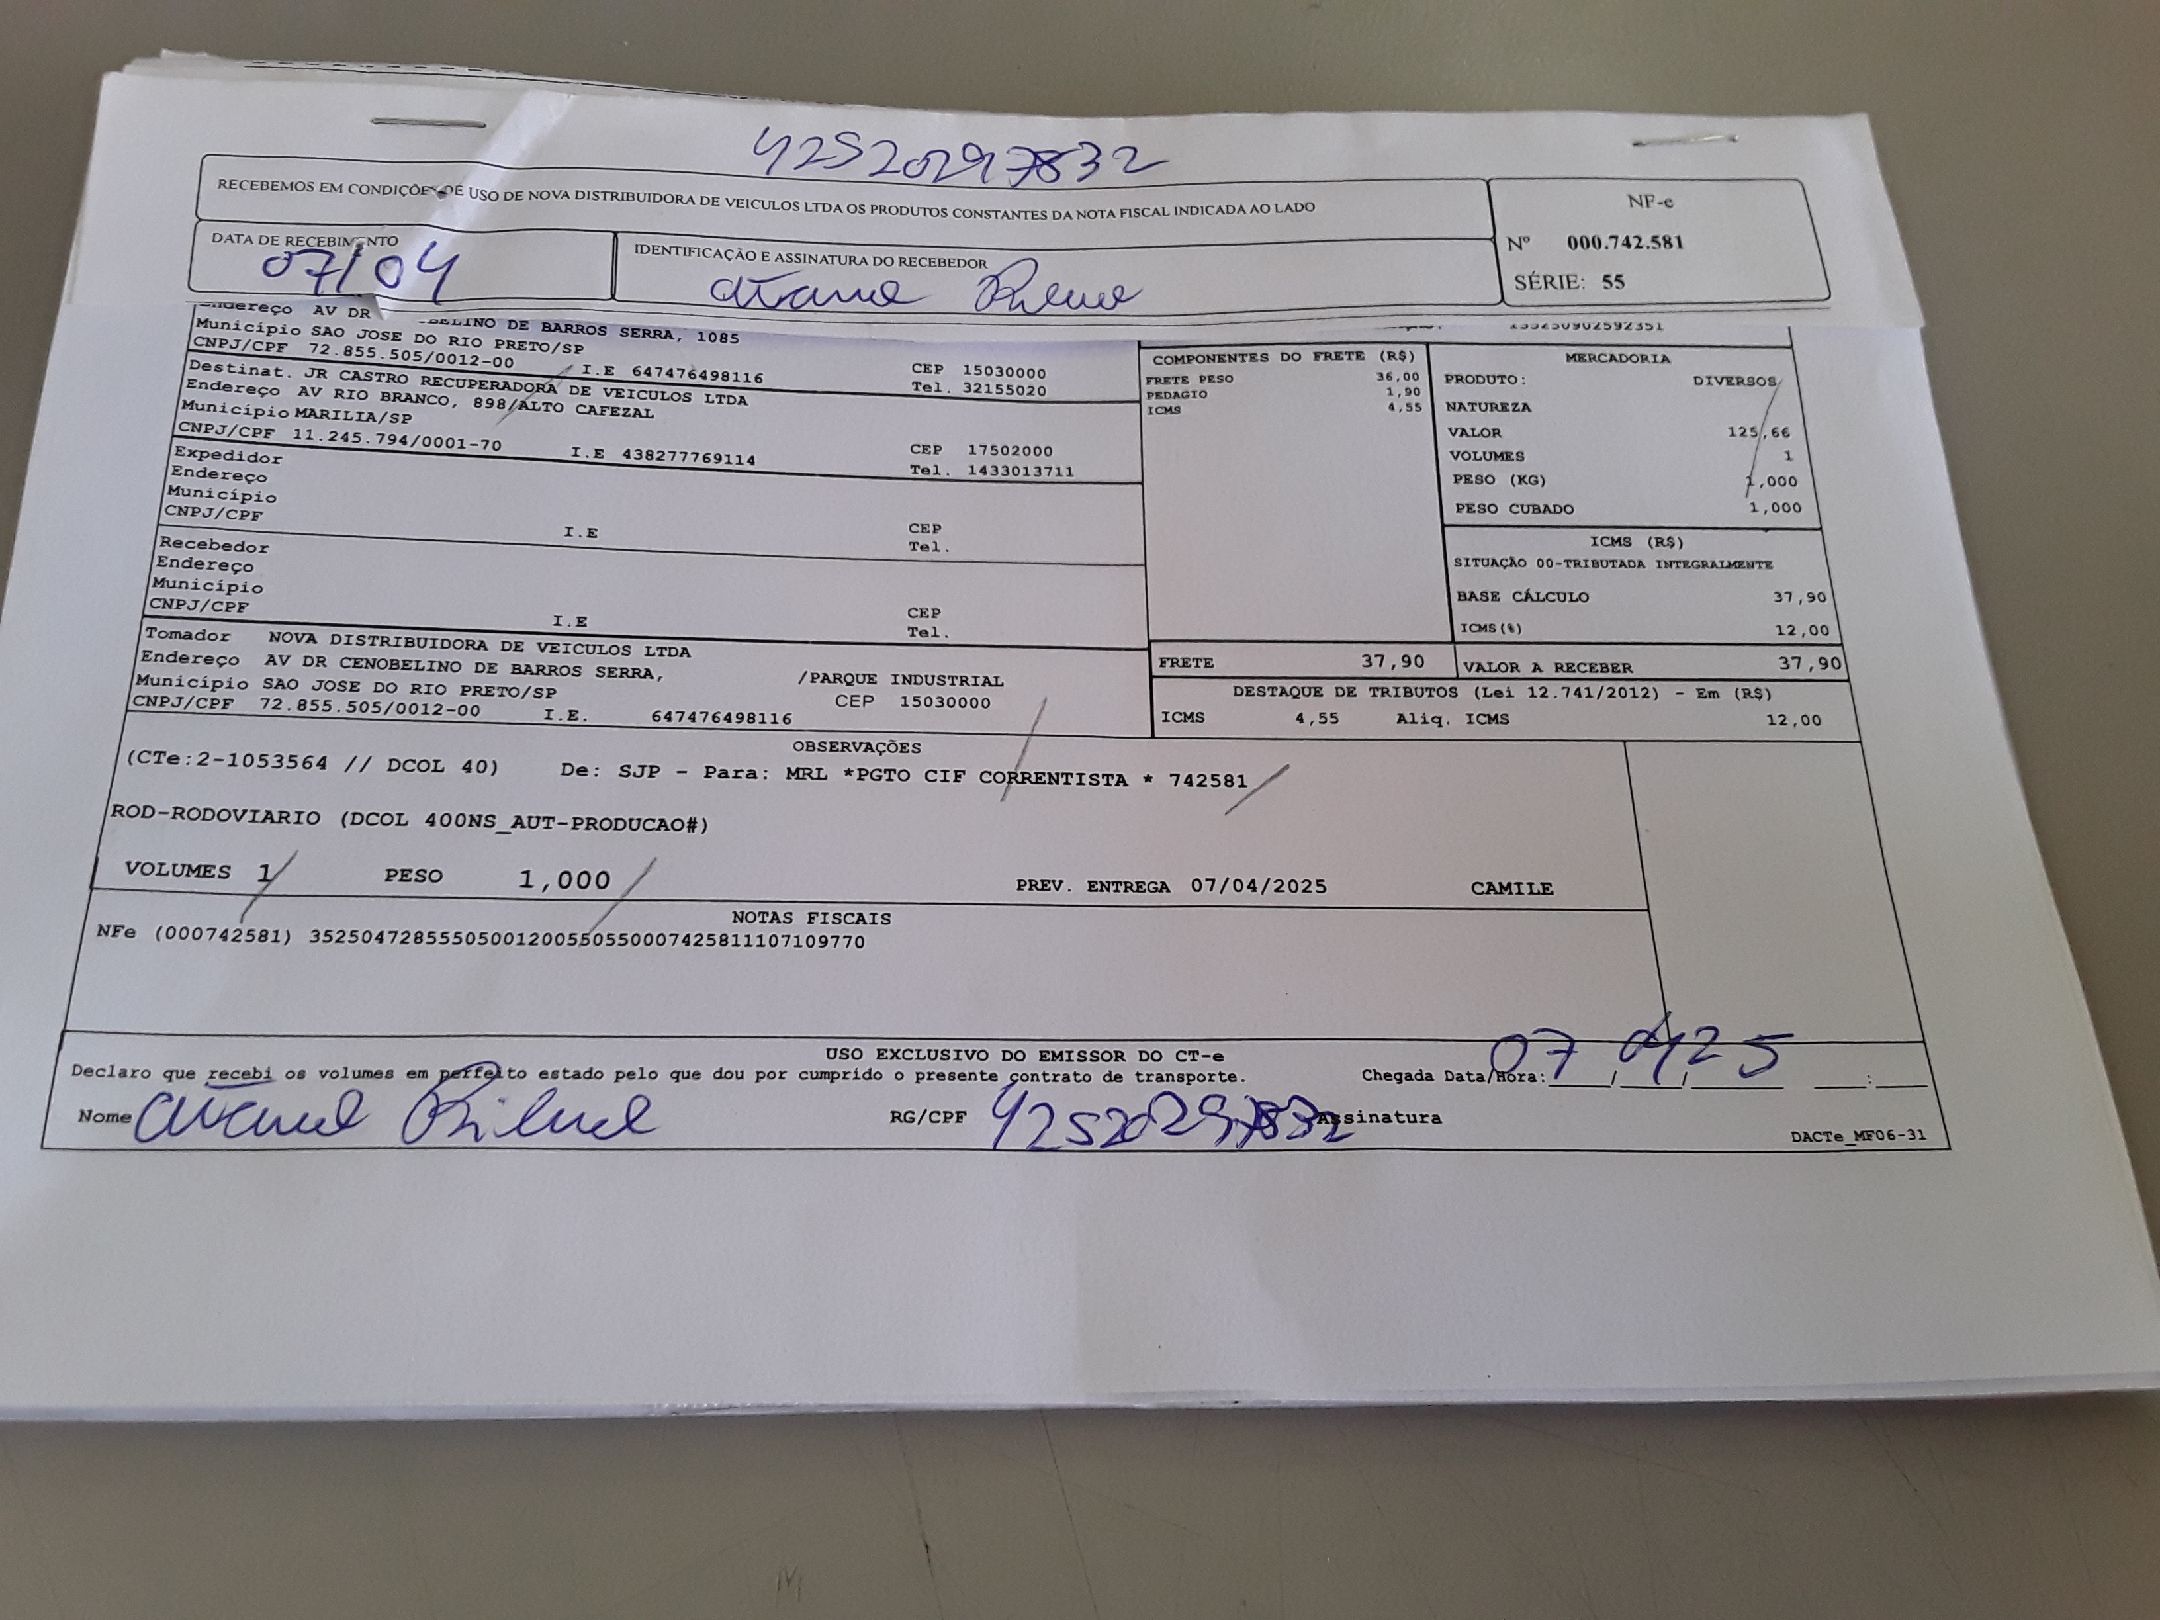 42520297832
RECEBEMOS EM CONDIÇÕES DE USO DE NOVA DISTRIBUIDORA DE VEICULOS LTDA OS PRODUTOS CONSTANTES DA NOTA FISCAL INDICADA AO LADO
NF-e
Nº 000.742.581
SÉRIE: 55
DATA DE RECEBIMENTO
07/04
IDENTIFICAÇÃO E ASSINATURA DO RECEBEDOR
Endereço AV DR CENOBELINO DE BARROS SERRA, 1085
Município SAO JOSE DO RIO PRETO/SP
CNPJ/CPF 72.855.505/0012-00 I.E 647476498116
CEP 15030000
Tel. 32155020
Destinat. JR CASTRO RECUPERADORA DE VEICULOS LTDA
Endereço AV RIO BRANCO, 898/ALTO CAFEZAL
Município MARILIA/SP
CNPJ/CPF 11.245.794/0001-70 I.E 438277769114
CEP 17502000
Tel. 1433013711
Expedidor
Endereço
Município
CNPJ/CPF I.E
CEP
Tel.
Recebedor
Endereço
Município
CNPJ/CPF I.E
CEP
Tel.
Tomador NOVA DISTRIBUIDORA DE VEICULOS LTDA
Endereço AV DR CENOBELINO DE BARROS SERRA, /PARQUE INDUSTRIAL
Município SAO JOSE DO RIO PRETO/SP CEP 15030000
CNPJ/CPF 72.855.505/0012-00 I.E. 647476498116
COMPONENTES DO FRETE (R$)
FRETE PESO 36,00
PEDAGIO 1,90
ICMS 4,55
MERCADORIA
PRODUTO: DIVERSOS
NATUREZA
VALOR 125,66
VOLUMES 1
PESO (KG) 1,000
PESO CUBADO 1,000
ICMS (R$)
SITUAÇÃO 00-TRIBUTADA INTEGRALMENTE
BASE CÁLCULO 37,90
ICMS(%) 12,00
FRETE 37,90 VALOR A RECEBER 37,90
DESTAQUE DE TRIBUTOS (Lei 12.741/2012) - Em (R$)
ICMS 4,55 Aliq. ICMS 12,00
OBSERVAÇÕES
(CTe:2-1053564 // DCOL 40) De: SJP - Para: MRL *PGTO CIF CORRENTISTA * 742581
ROD-RODOVIARIO (DCOL 400NS_AUT-PRODUCAO#)
VOLUMES 1 PESO 1,000 PREV. ENTREGA 07/04/2025 CAMILE
NOTAS FISCAIS
NFe (000742581) 35250472855505001200550550007425811107109770
USO EXCLUSIVO DO EMISSOR DO CT-e
Declaro que recebi os volumes em perfeito estado pelo que dou por cumprido o presente contrato de transporte. Chegada Data/Hora: 07/04/25 :
Nome RG/CPF 42520297832 Assinatura
DACTe_MF06-31